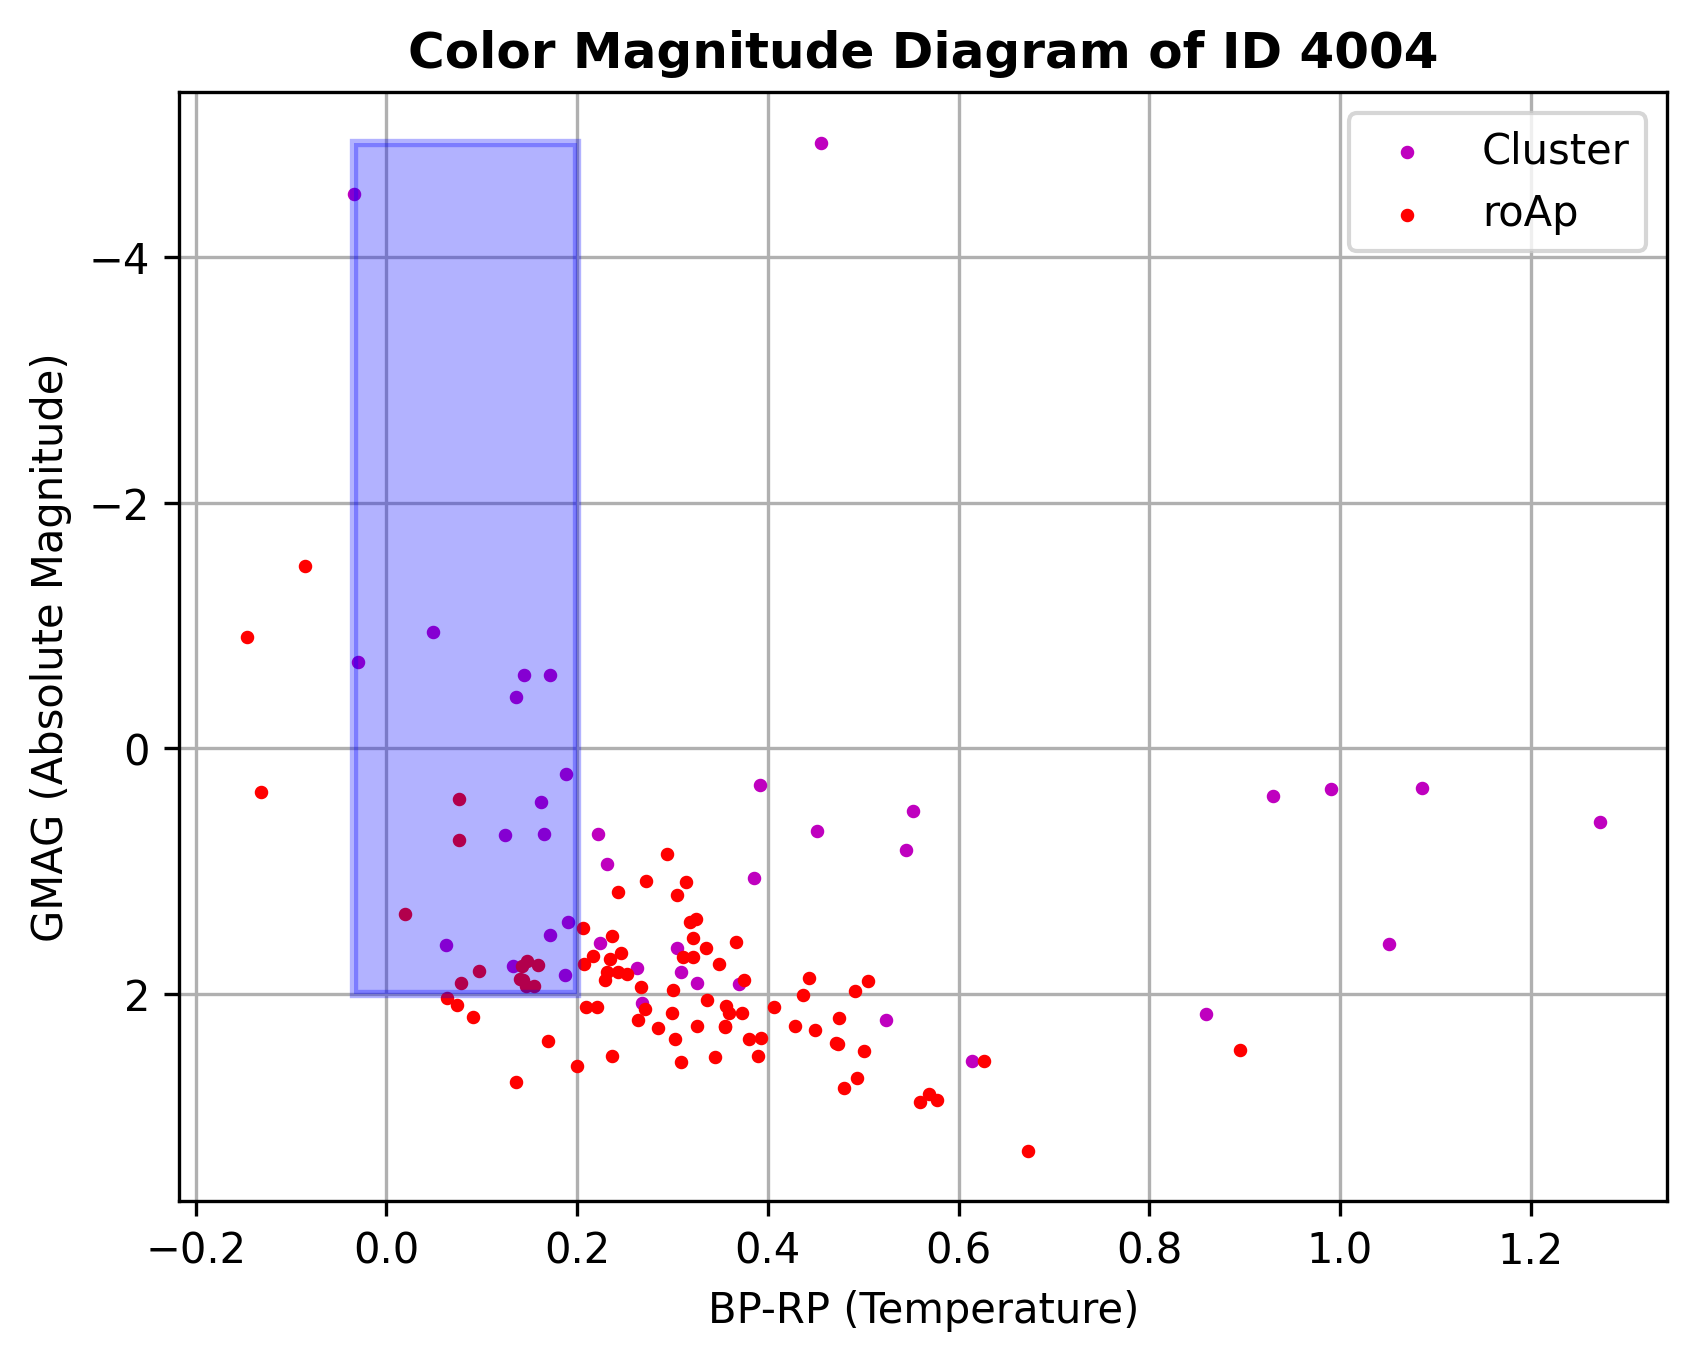 Color Magnitude Diagram of ID 4004
Cluster
roAp
GMAG (Absolute Magnitude)
−4
−2
0
2
−0.2 0.0 0.2 0.4 0.6 0.8 1.0 1.2
BP-RP (Temperature)